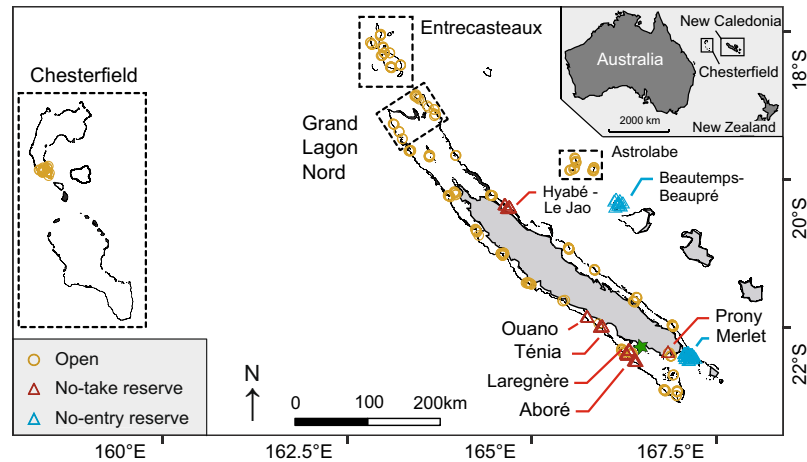 Entrecasteaux
Chesterfield
Grand
Lagon
Nord
New Caledonia
Australia
Chesterfield
2000 km
New Zealand
18°S
Astrolabe
Hyabé -
Le Jao
Beautemps-
Beaupré
20°S
Ouano
Ténia
Laregnère
Aboré
Prony
Merlet
22°S
Open
No-take reserve
No-entry reserve
N
0 100 200km
160°E 162.5°E 165°E 167.5°E